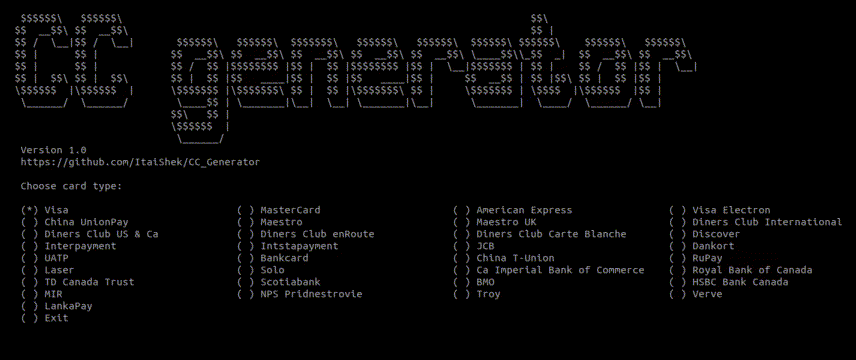 CC generator
Version 1.0
https://github.com/ItaiShek/CC_Generator
Choose card type:
(*) Visa ( ) MasterCard ( ) American Express ( ) Visa Electron
( ) China UnionPay ( ) Maestro ( ) Maestro UK ( ) Diners Club International
( ) Diners Club US & Ca ( ) Diners Club enRoute ( ) Diners Club Carte Blanche ( ) Discover
( ) Interpayment ( ) Intstapayment ( ) JCB ( ) Dankort
( ) UATP ( ) Bankcard ( ) China T-Union ( ) RuPay
( ) Laser ( ) Solo ( ) Ca Imperial Bank of Commerce ( ) Royal Bank of Canada
( ) TD Canada Trust ( ) Scotiabank ( ) BMO ( ) HSBC Bank Canada
( ) MIR ( ) NPS Pridnestrovie ( ) Troy ( ) Verve
( ) LankaPay
( ) Exit